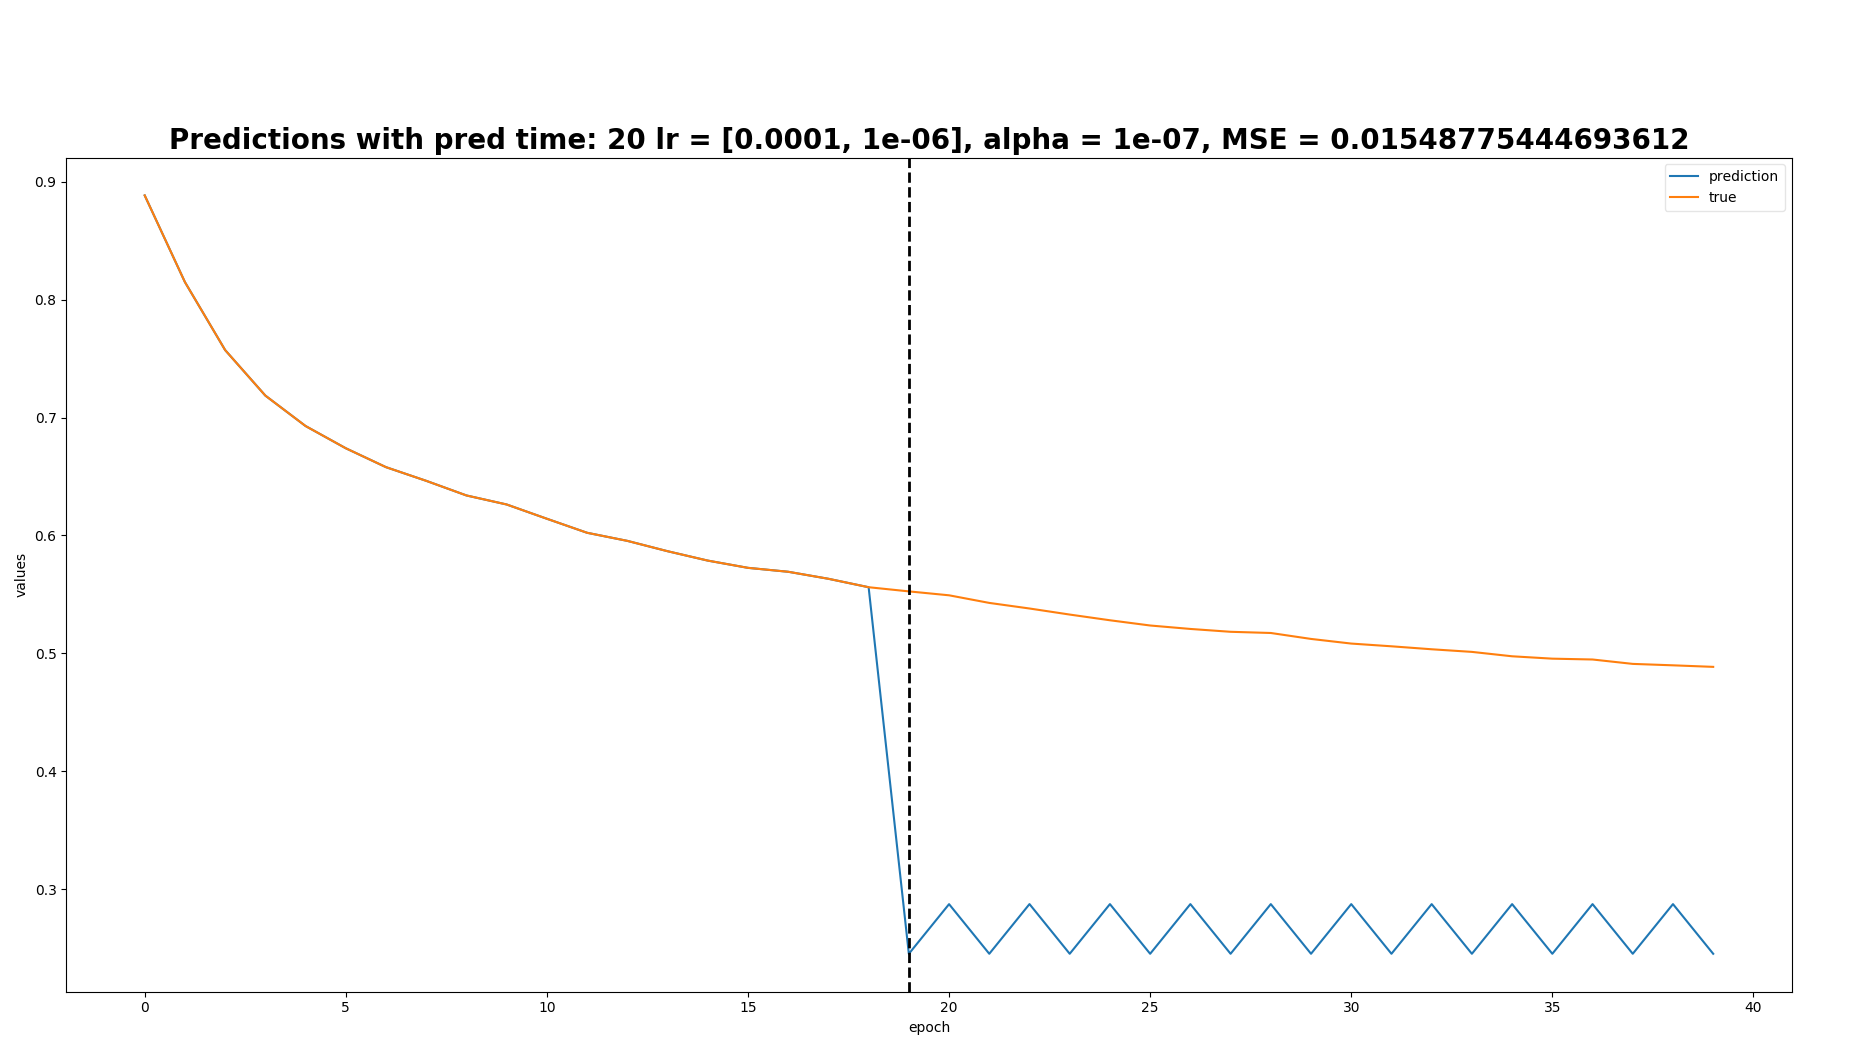 Predictions with pred time: 20 lr = [0.0001, 1e-06], alpha = 1e-07, MSE = 0.01548775444693612
prediction
true
0.9
0.8
0.7
0.6
0.5
0.4
0.3
values
0 5 10 15 20 25 30 35 40
epoch